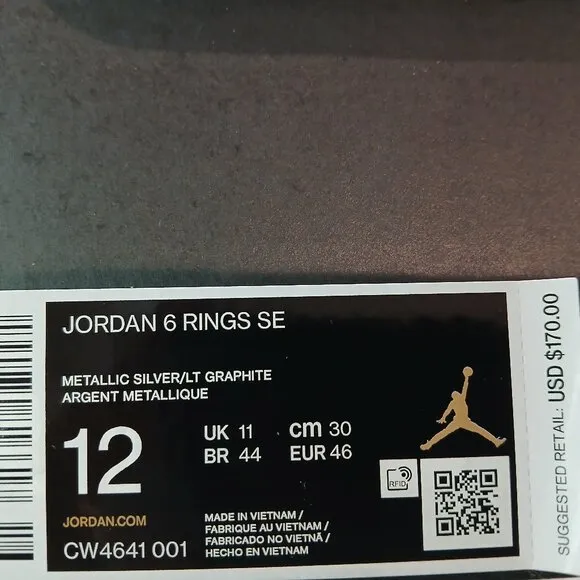 JORDAN 6 RINGS SE
METALLIC SILVER/LT GRAPHITE
ARGENT METALLIQUE
12
UK 11 cm 30
BR 44 EUR 46
RFID
JORDAN.COM
CW4641 001
MADE IN VIETNAM /
FABRIQUE AU VIETNAM /
FABRICADO NO VIETNÃ /
HECHO EN VIETNAM
SUGGESTED RETAIL: USD $170.00